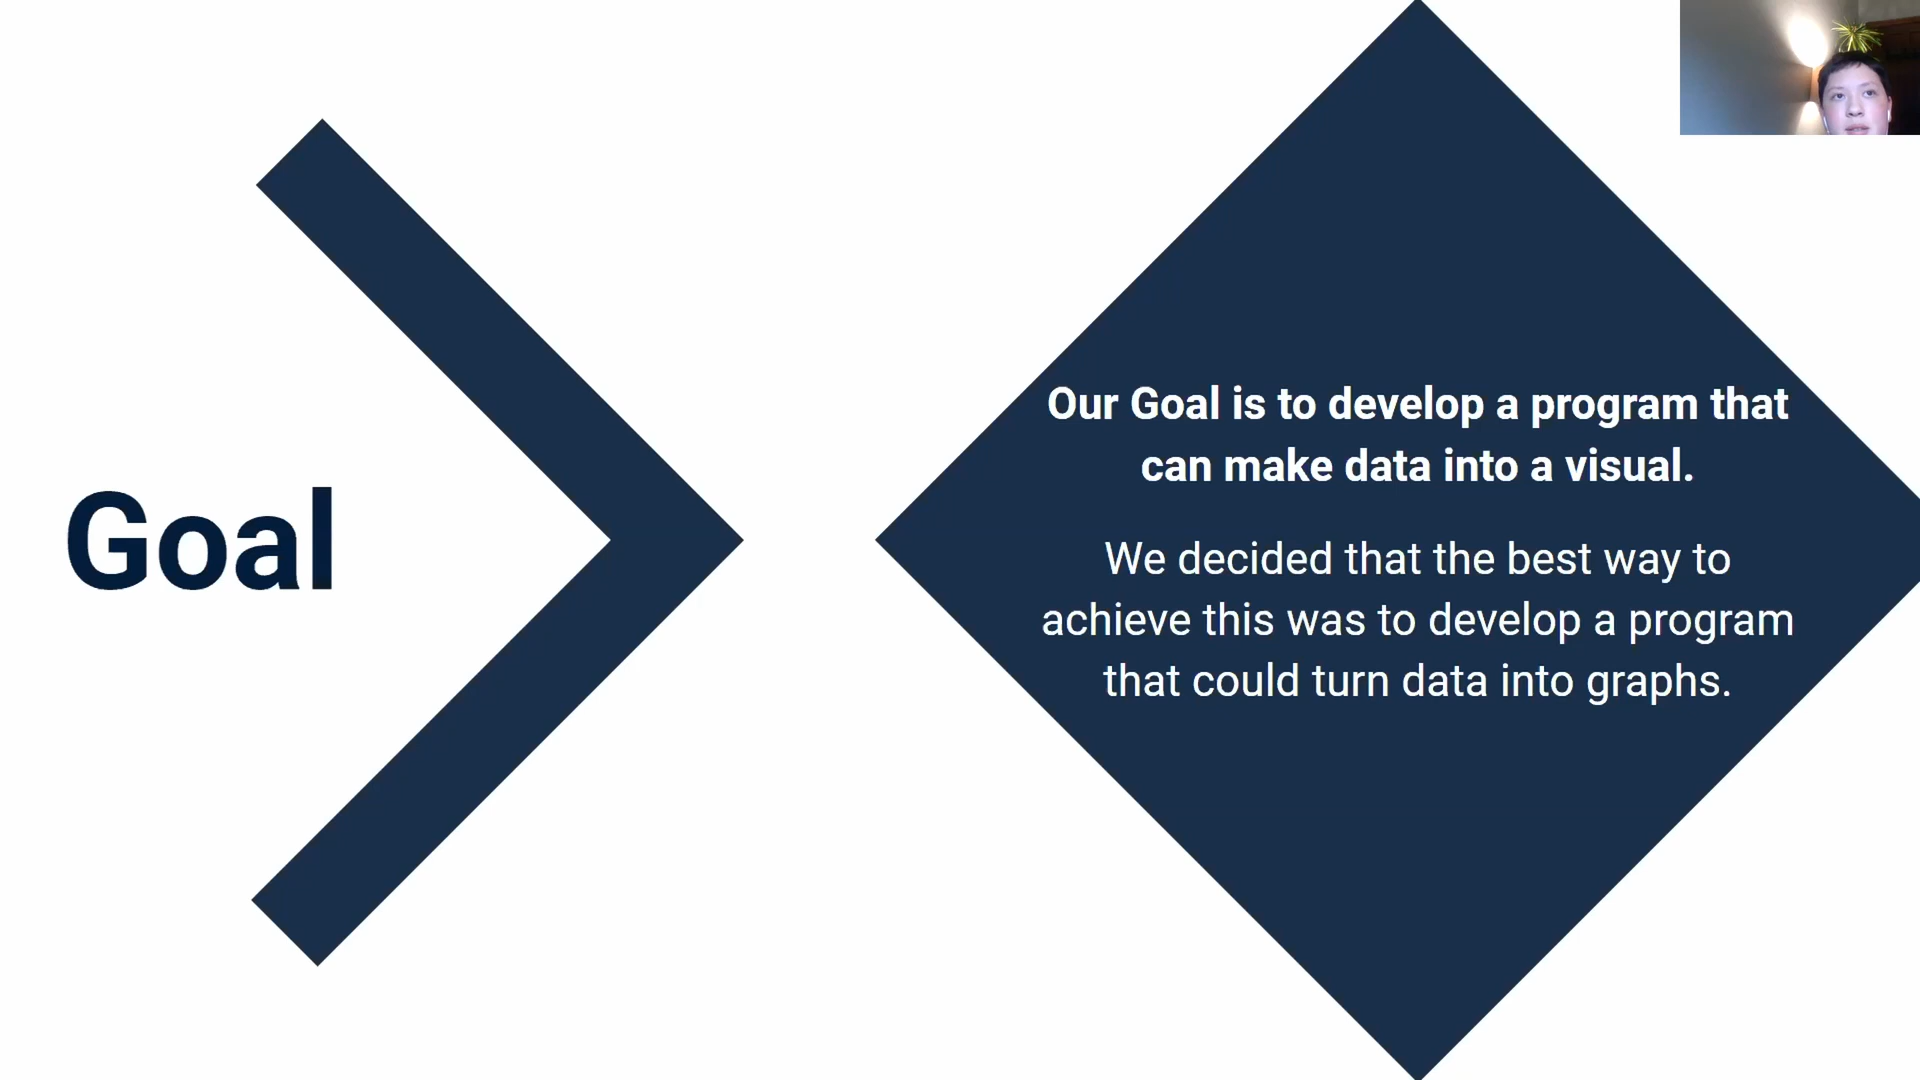 Goal
Our Goal is to develop a program that
can make data into a visual.
We decided that the best way to
achieve this was to develop a program
that could turn data into graphs.